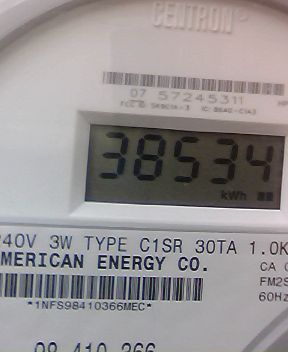 CENTRON
07 57245311
38534
kWh
240V 3W TYPE C1SR 30TA 1.0K
MERICAN ENERGY CO.
CA
FM2S
60Hz
*1NFS98410366MEC*
98 410 366